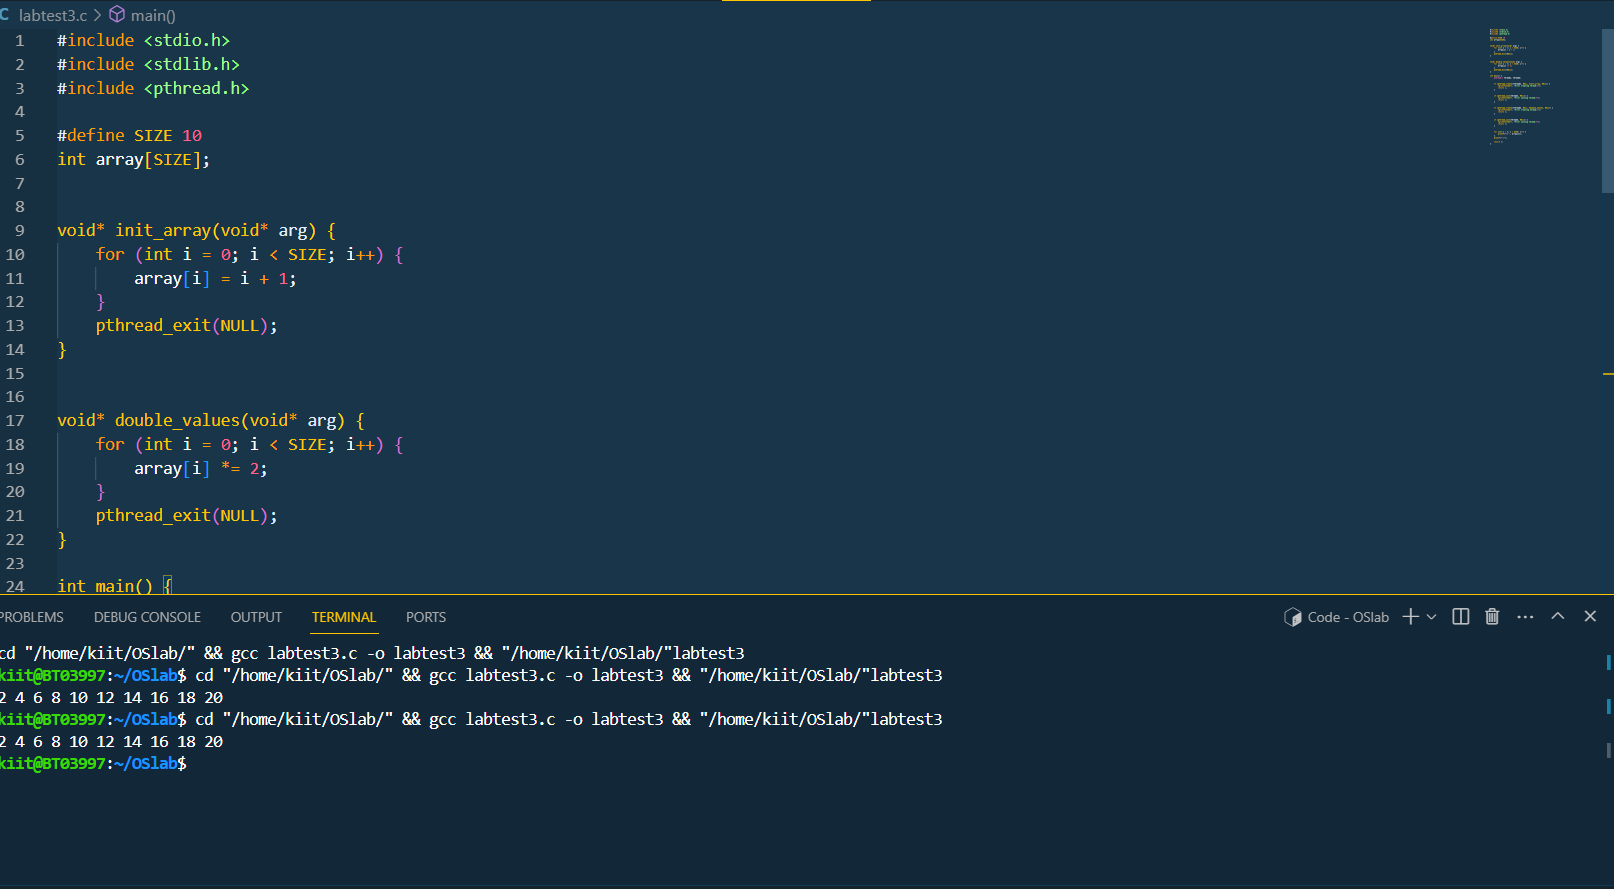 labtest3.c > main()
1 #include <stdio.h>
2 #include <stdlib.h>
3 #include <pthread.h>
4
5 #define SIZE 10
6 int array[SIZE];
7
8
9 void* init_array(void* arg) {
10 for (int i = 0; i < SIZE; i++) {
11 array[i] = i + 1;
12 }
13 pthread_exit(NULL);
14 }
15
16
17 void* double_values(void* arg) {
18 for (int i = 0; i < SIZE; i++) {
19 array[i] *= 2;
20 }
21 pthread_exit(NULL);
22 }
23
24 int main() {
PROBLEMS DEBUG CONSOLE OUTPUT TERMINAL PORTS Code - OSlab
cd "/home/kiit/OSlab/" && gcc labtest3.c -o labtest3 && "/home/kiit/OSlab/"labtest3
kiit@BT03997:~/OSlab$ cd "/home/kiit/OSlab/" && gcc labtest3.c -o labtest3 && "/home/kiit/OSlab/"labtest3
2 4 6 8 10 12 14 16 18 20
kiit@BT03997:~/OSlab$ cd "/home/kiit/OSlab/" && gcc labtest3.c -o labtest3 && "/home/kiit/OSlab/"labtest3
2 4 6 8 10 12 14 16 18 20
kiit@BT03997:~/OSlab$